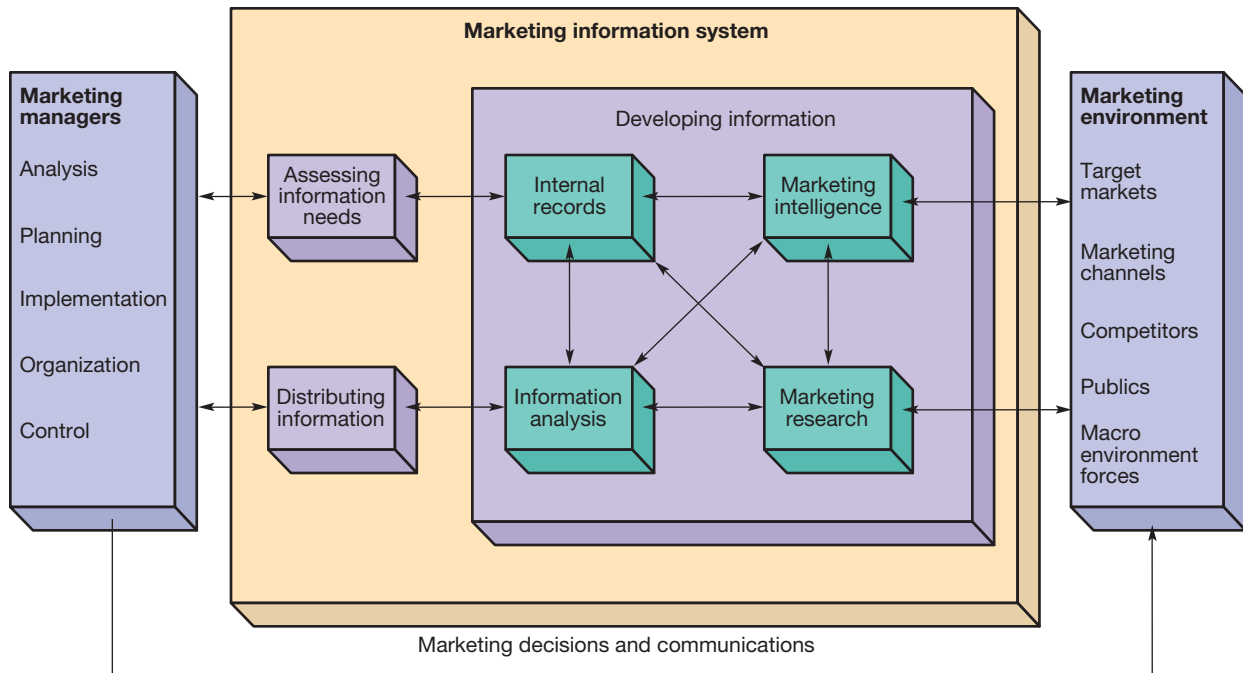 Marketing information system
Marketing
managers
Analysis
Planning
Implementation
Organization
Control
Assessing
information
needs
Distributing
information
Developing information
Internal
records
Marketing
intelligence
Information
analysis
Marketing
research
Marketing
environment
Target
markets
Marketing
channels
Competitors
Publics
Macro
environment
forces
Marketing decisions and communications